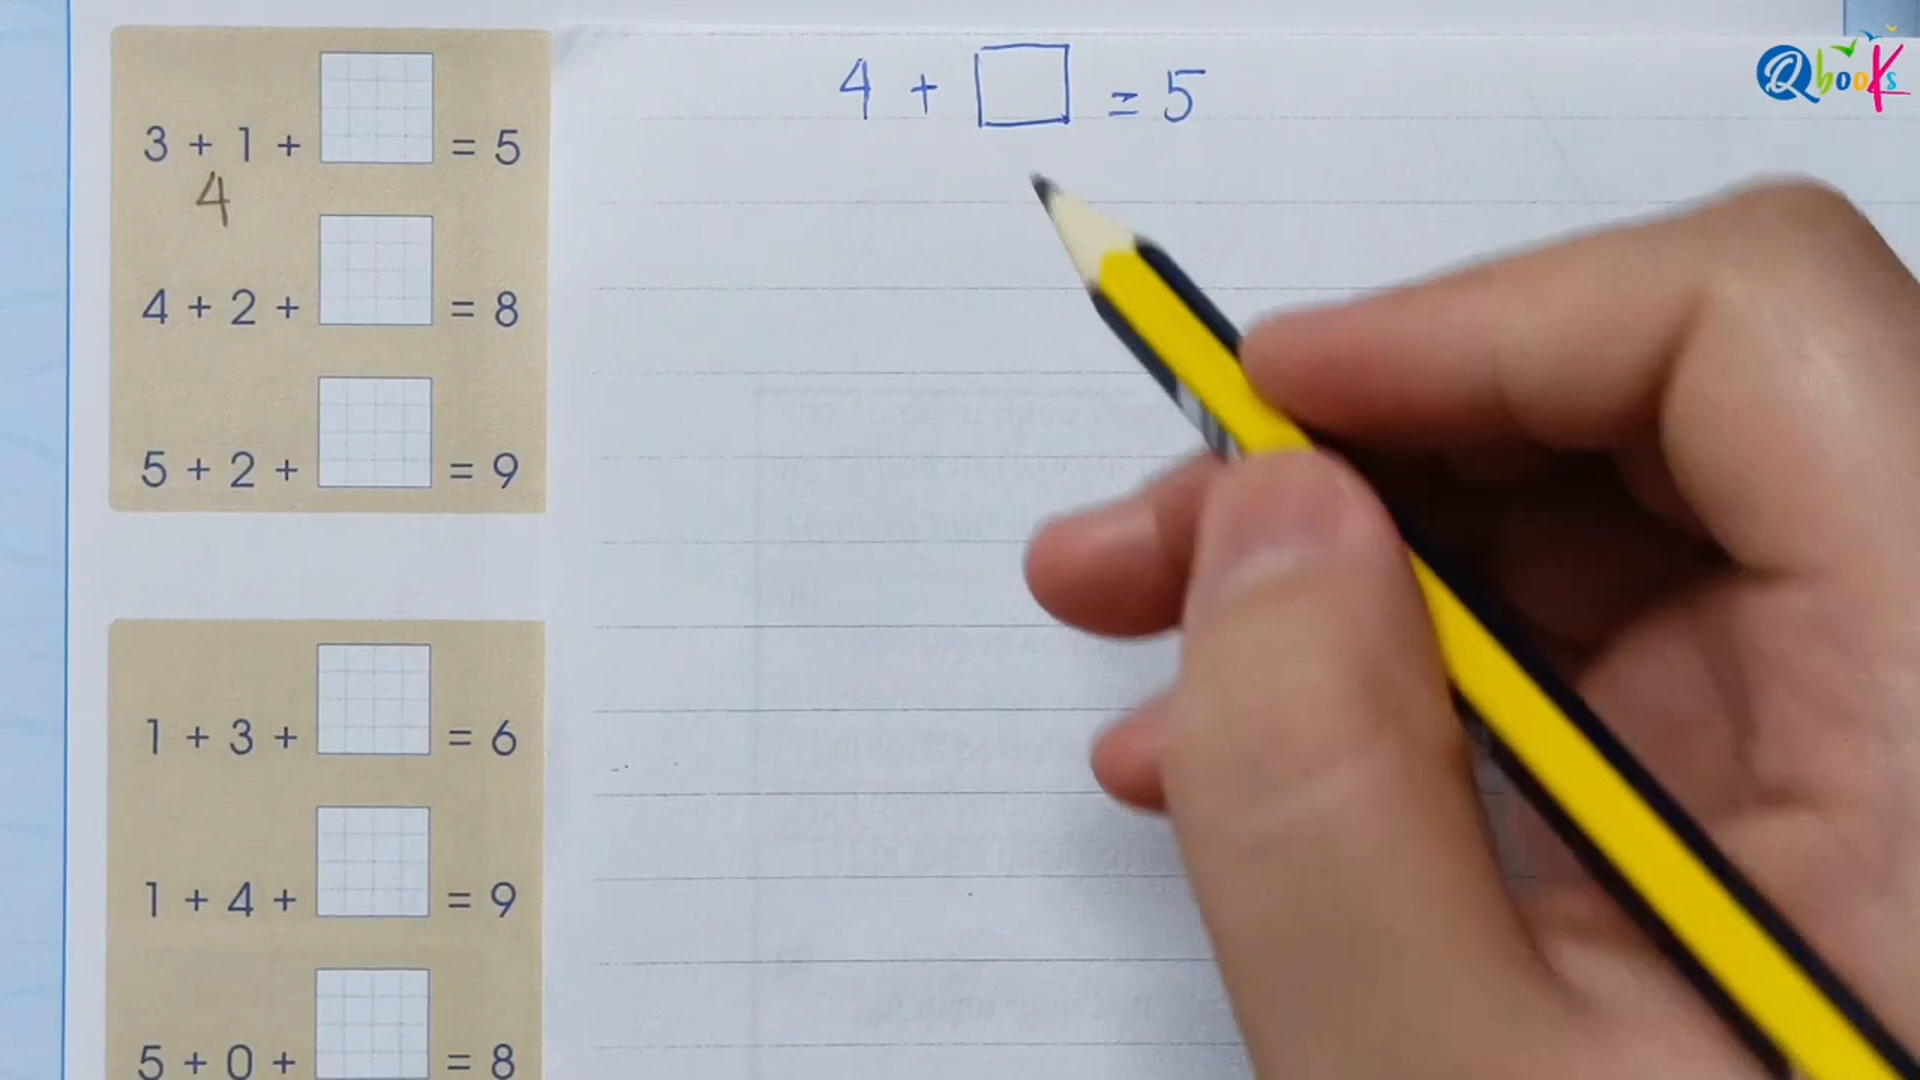 Qbooks
4 + □ = 5
3 + 1 + □ = 5
4
4 + 2 + □ = 8
5 + 2 + □ = 9
1 + 3 + □ = 6
1 + 4 + □ = 9
5 + 0 + □ = 8